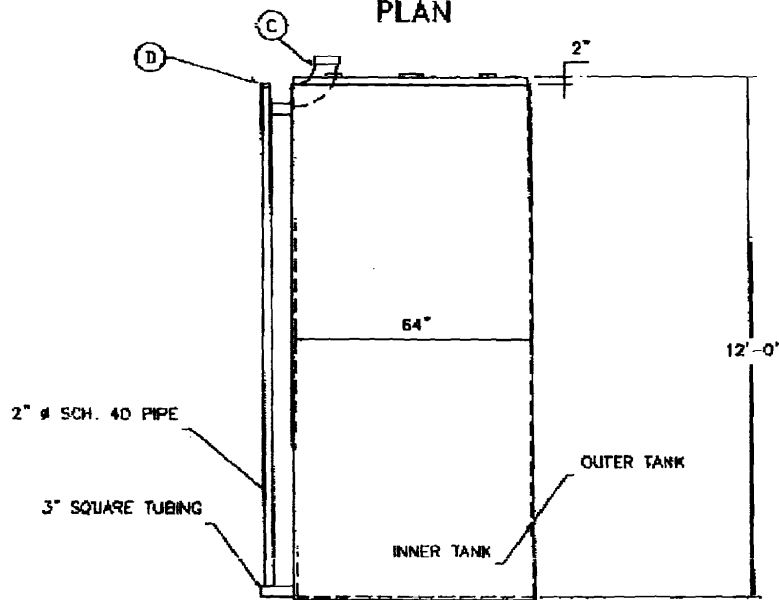 PLAN
C
D
2"
64"
12'-0"
2" ø SCH. 40 PIPE
3" SQUARE TUBING
OUTER TANK
INNER TANK